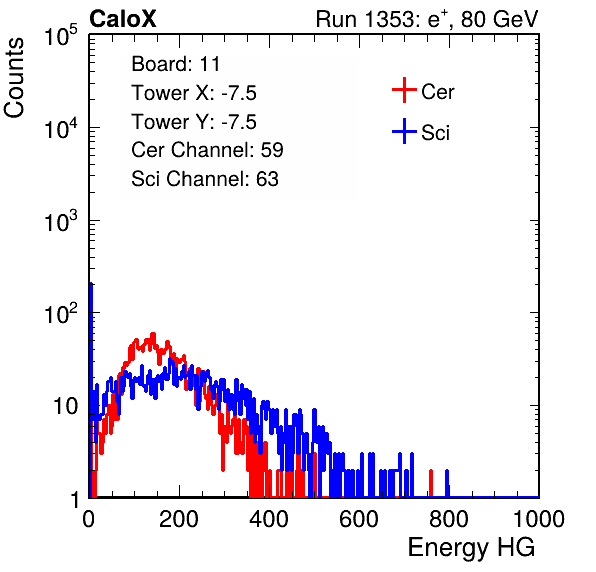 CaloX Run 1353: e⁺, 80 GeV
Counts
10⁵
10⁴
10³
10²
10
1
Board: 11
Tower X: -7.5
Tower Y: -7.5
Cer Channel: 59
Sci Channel: 63
Cer
Sci
0 200 400 600 800 1000
Energy HG